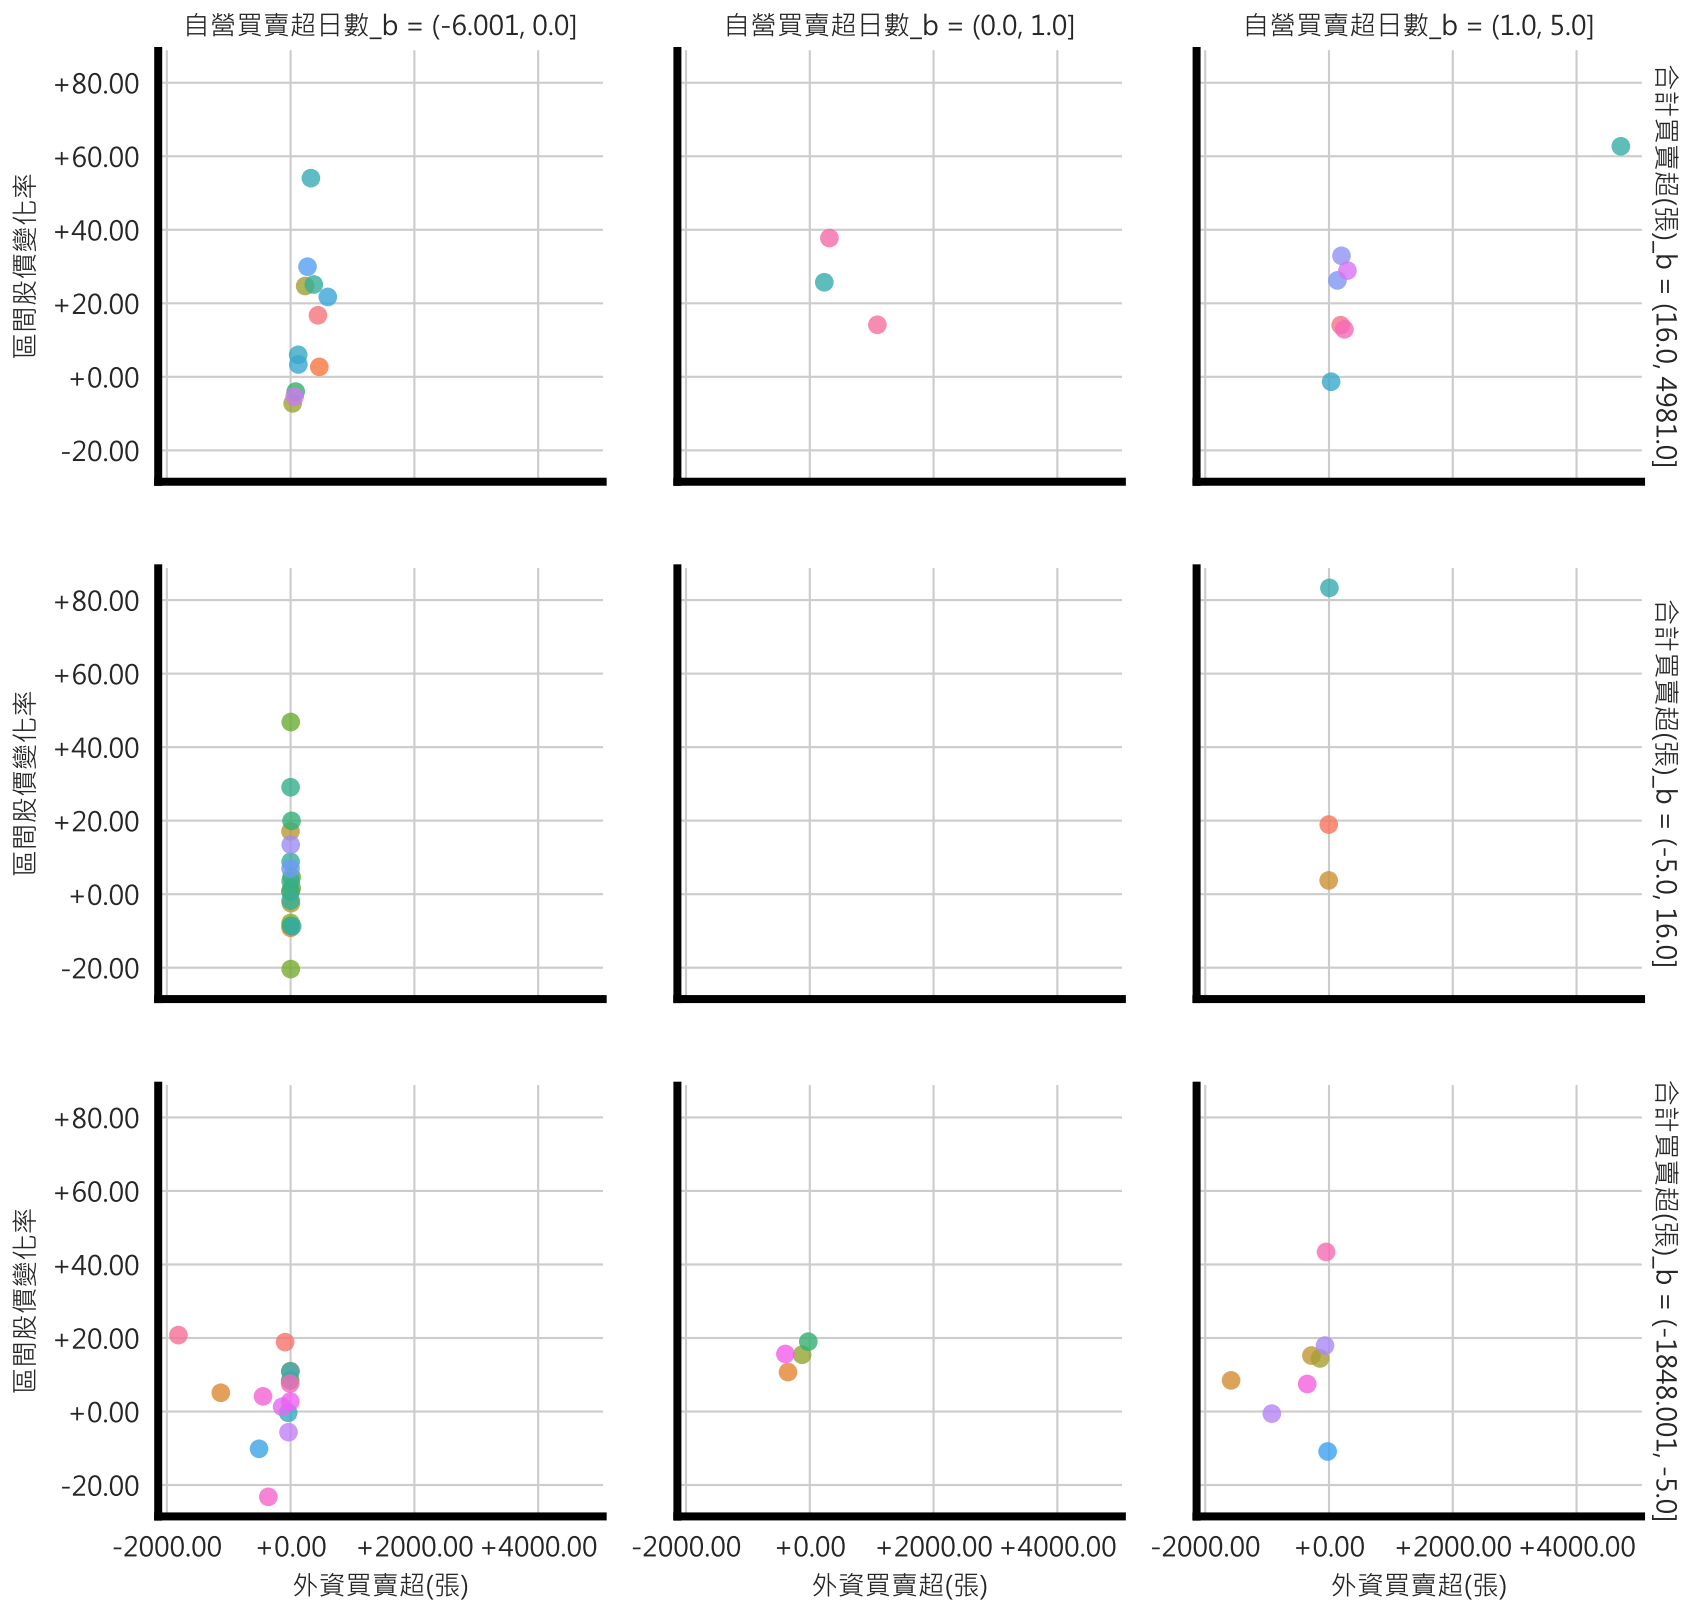 自營買賣超日數_b = (-6.001, 0.0]
自營買賣超日數_b = (0.0, 1.0]
自營買賣超日數_b = (1.0, 5.0]
+80.00
+60.00
+40.00
+20.00
+0.00
-20.00
區間股價變化率
合計買賣超(張)_b = (16.0, 4981.0]
+80.00
+60.00
+40.00
+20.00
+0.00
-20.00
區間股價變化率
合計買賣超(張)_b = (-5.0, 16.0]
+80.00
+60.00
+40.00
+20.00
+0.00
-20.00
區間股價變化率
合計買賣超(張)_b = (-1848.001, -5.0]
-2000.00 +0.00 +2000.00 +4000.00
-2000.00 +0.00 +2000.00 +4000.00
-2000.00 +0.00 +2000.00 +4000.00
外資買賣超(張)
外資買賣超(張)
外資買賣超(張)